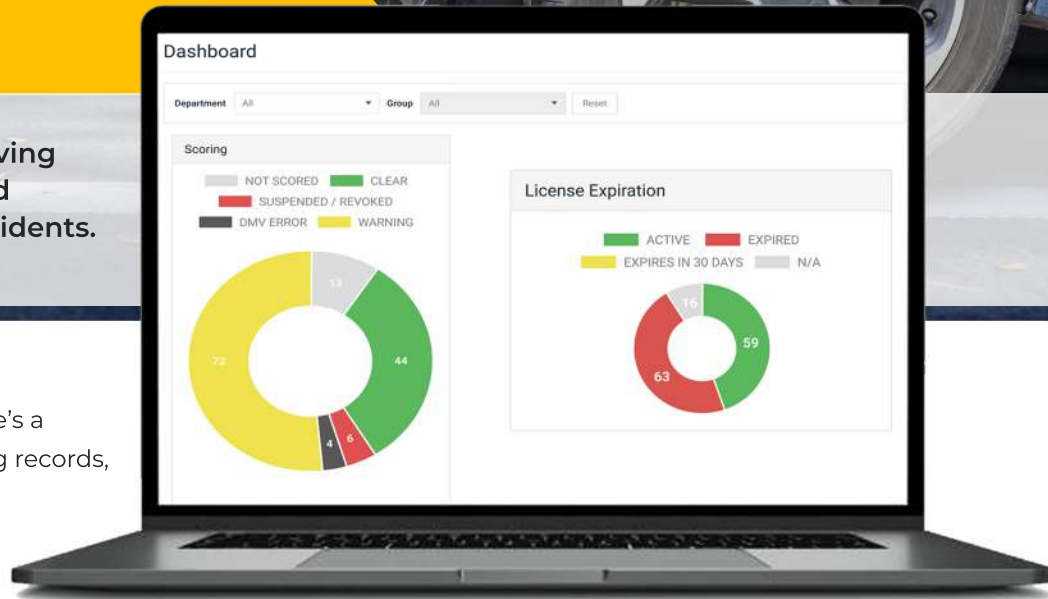 ving
d
idents.
e's a
g records,
Dashboard
Department All Group All Reset
Scoring
NOT SCORED CLEAR
SUSPENDED / REVOKED
DMV ERROR WARNING
13
44
6
4
73
License Expiration
ACTIVE EXPIRED
EXPIRES IN 30 DAYS N/A
16
59
63